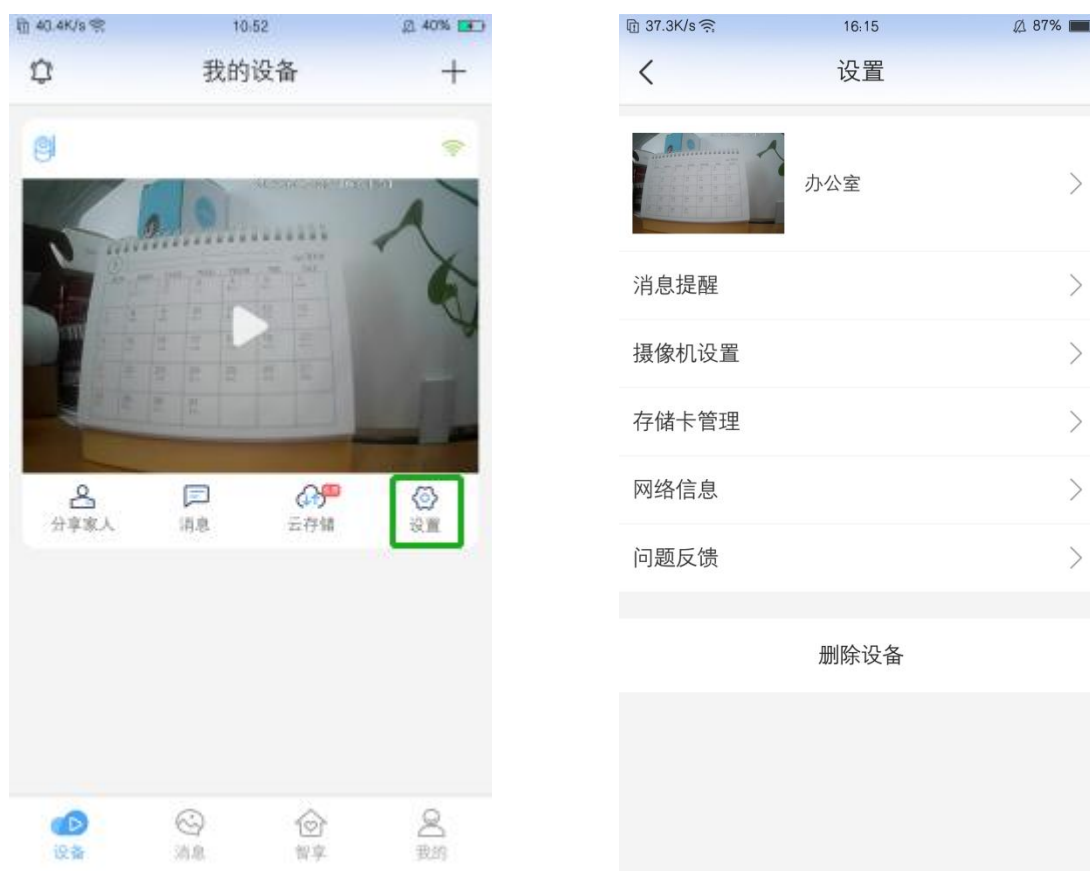 40.4K/s
10:52
40%
我的设备
分享家人
消息
云存储
设置
设备
消息
智享
我的
37.3K/s
16:15
87%
设置
办公室
消息提醒
摄像机设置
存储卡管理
网络信息
问题反馈
删除设备